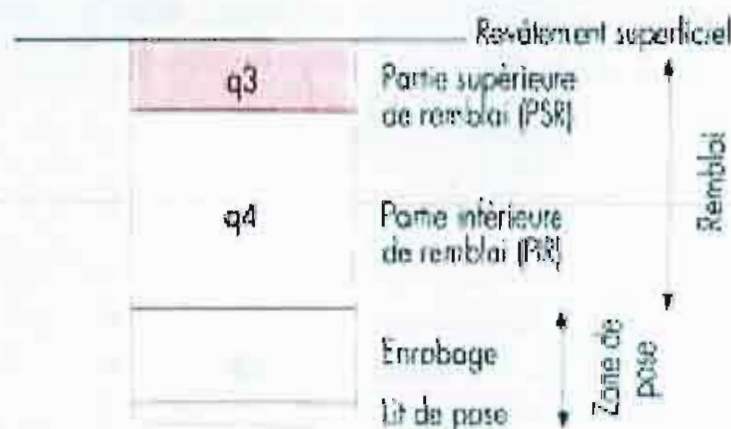 Revêtement superficiel
q3
Partie supérieure
de remblai (PSR)
q4
Partie inférieure
de remblai (PIR)
Remblai
Enrobage
Zone de
pose
Lit de pose